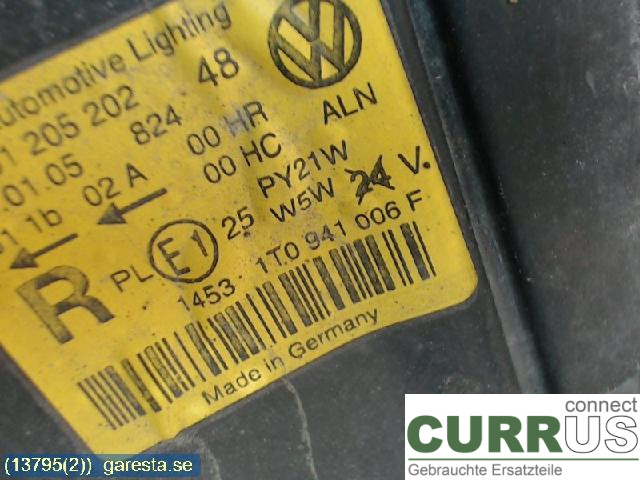 Automotive Lighting
1 205 202 48
01.05 824
1b 02 A 00 HR ALN
00 HC
PY21W
W5W 24 V.
R PL E1 25
1453 1T0 941 006 F
Made in Germany
connect
CURRUS
Gebrauchte Ersatzteile
(13795(2)) garesta.se